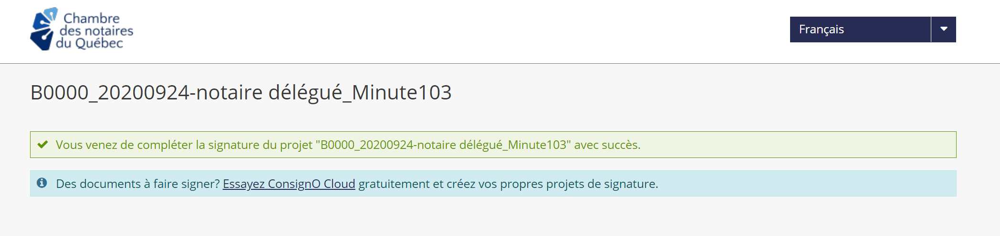 Chambre
des notaires
du Québec
Français
B0000_20200924-notaire délégué_Minute103
Vous venez de compléter la signature du projet "B0000_20200924-notaire délégué_Minute103" avec succès.
Des documents à faire signer? Essayez ConsignO Cloud gratuitement et créez vos propres projets de signature.